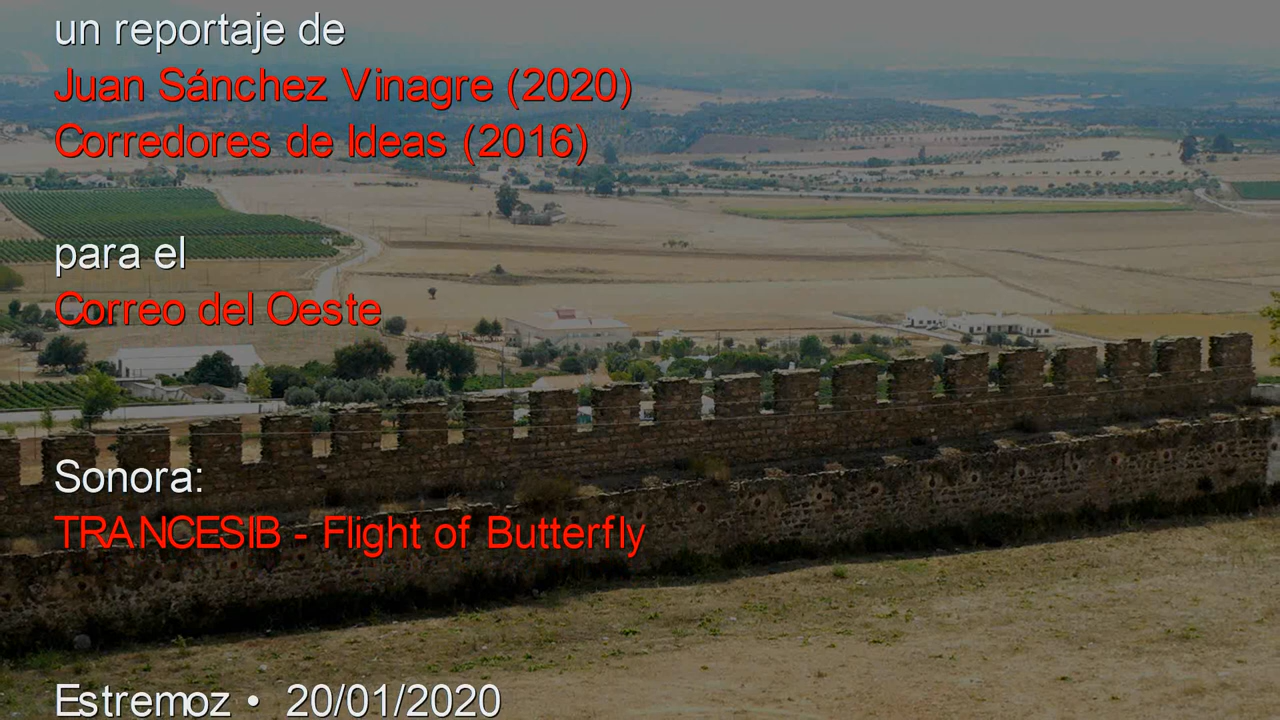 un reportaje de
Juan Sánchez Vinagre (2020)
Corredores de Ideas (2016)
para el
Correo del Oeste
Sonora:
TRANCESIB - Flight of Butterfly
Estremoz • 20/01/2020